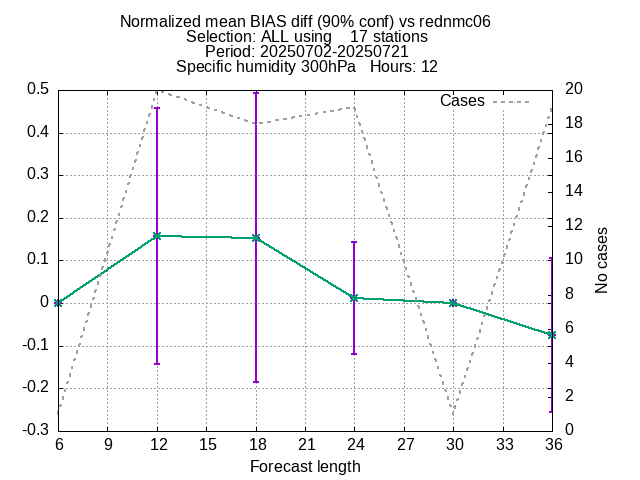 Normalized mean BIAS diff (90% conf) vs rednmc06
Selection: ALL using    17 stations
Period: 20250702-20250721
Specific humidity 300hPa   Hours: 12
Cases
0.5
0.4
0.3
0.2
0.1
0
-0.1
-0.2
-0.3
20
18
16
14
12
10
8
6
4
2
0
No cases
6 9 12 15 18 21 24 27 30 33 36
Forecast length